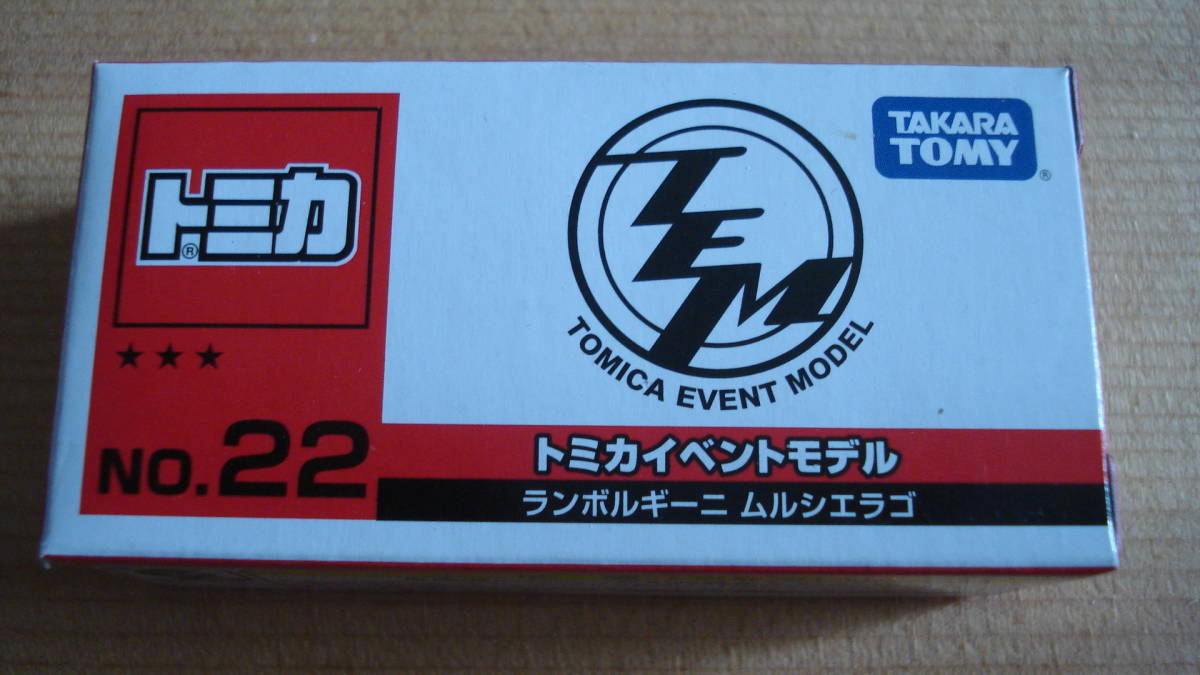 トミカ®
★★★
NO.22
TEM
TOMICA EVENT MODEL
TAKARA
TOMY®
トミカイベントモデル
ランボルギーニ ムルシエラゴ